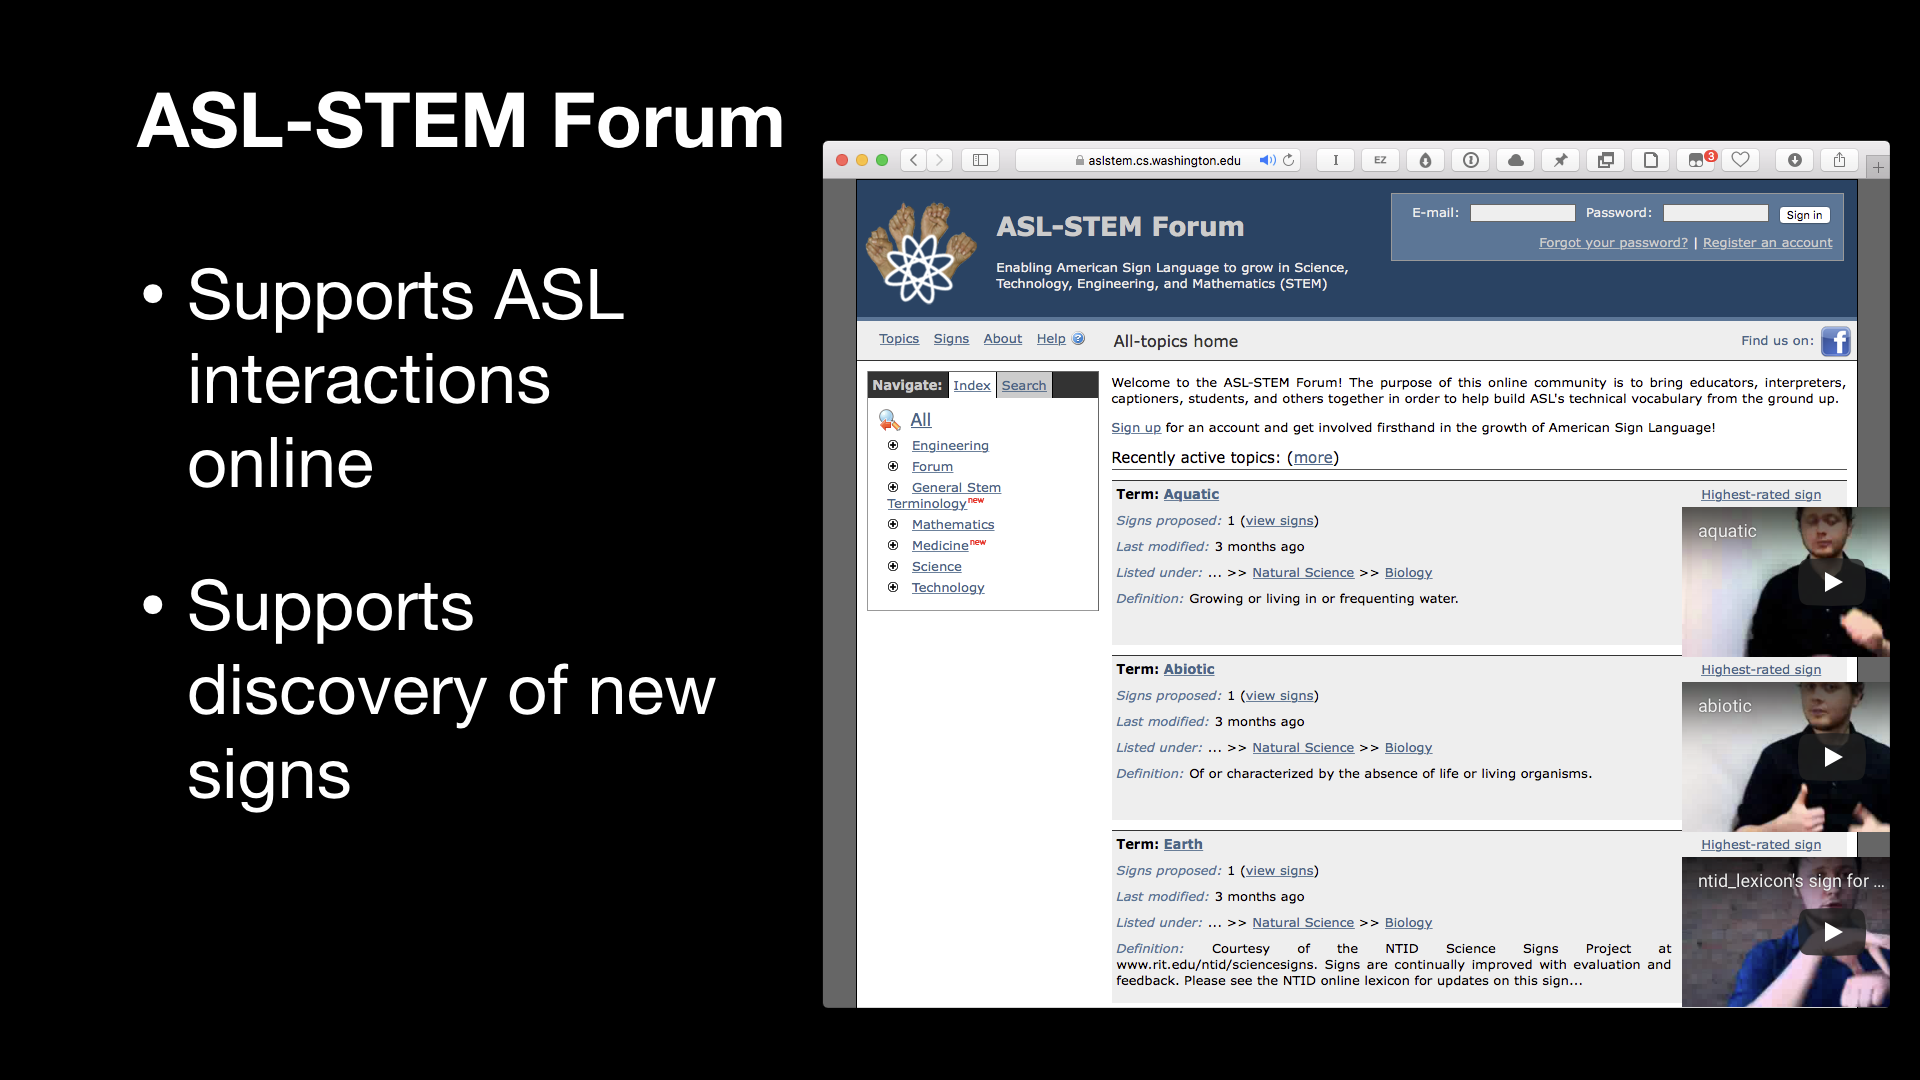 ASL-STEM Forum
• Supports ASL
interactions
online
• Supports
discovery of new
signs
aslstem.cs.washington.edu
I
EZ
3
ASL-STEM Forum
Enabling American Sign Language to grow in Science,
Technology, Engineering, and Mathematics (STEM)
E-mail: Password: Sign in
Forgot your password? | Register an account
Topics Signs About Help ?
All-topics home
Find us on: f
Navigate: Index Search
All
Engineering
Forum
General Stem
Terminology new
Mathematics
Medicine new
Science
Technology
Welcome to the ASL-STEM Forum! The purpose of this online community is to bring educators, interpreters,
captioners, students, and others together in order to help build ASL's technical vocabulary from the ground up.
Sign up for an account and get involved firsthand in the growth of American Sign Language!
Recently active topics: (more)
Term: Aquatic
Highest-rated sign
Signs proposed: 1 (view signs)
Last modified: 3 months ago
Listed under: ... >> Natural Science >> Biology
Definition: Growing or living in or frequenting water.
aquatic
Term: Abiotic
Highest-rated sign
Signs proposed: 1 (view signs)
Last modified: 3 months ago
Listed under: ... >> Natural Science >> Biology
Definition: Of or characterized by the absence of life or living organisms.
abiotic
Term: Earth
Highest-rated sign
Signs proposed: 1 (view signs)
Last modified: 3 months ago
Listed under: ... >> Natural Science >> Biology
Definition: Courtesy of the NTID Science Signs Project at
www.rit.edu/ntid/sciencesigns. Signs are continually improved with evaluation and
feedback. Please see the NTID online lexicon for updates on this sign...
ntid_lexicon's sign for ...